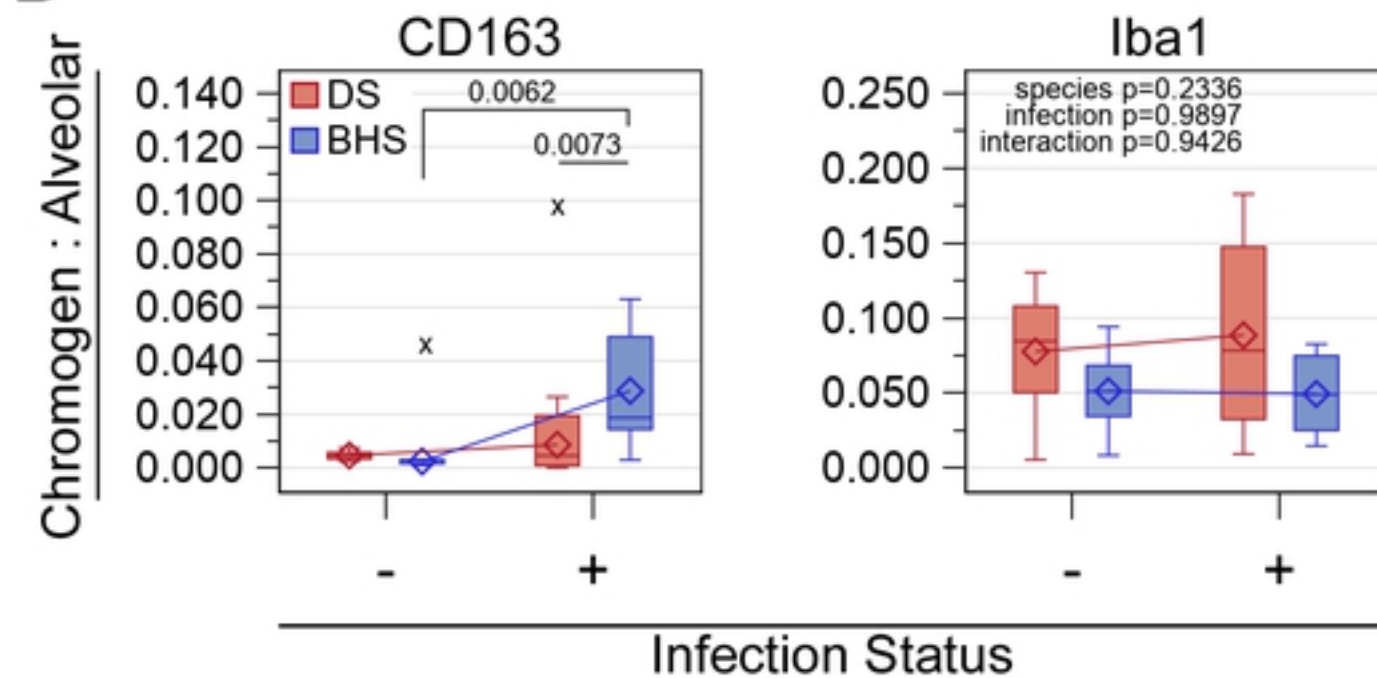 CD163
Iba1
Chromogen : Alveolar
0.140
0.120
0.100
0.080
0.060
0.040
0.020
0.000
DS
BHS
0.0062
0.0073
x
x
0.250
0.200
0.150
0.100
0.050
0.000
species p=0.2336
infection p=0.9897
interaction p=0.9426
- +
- +
Infection Status